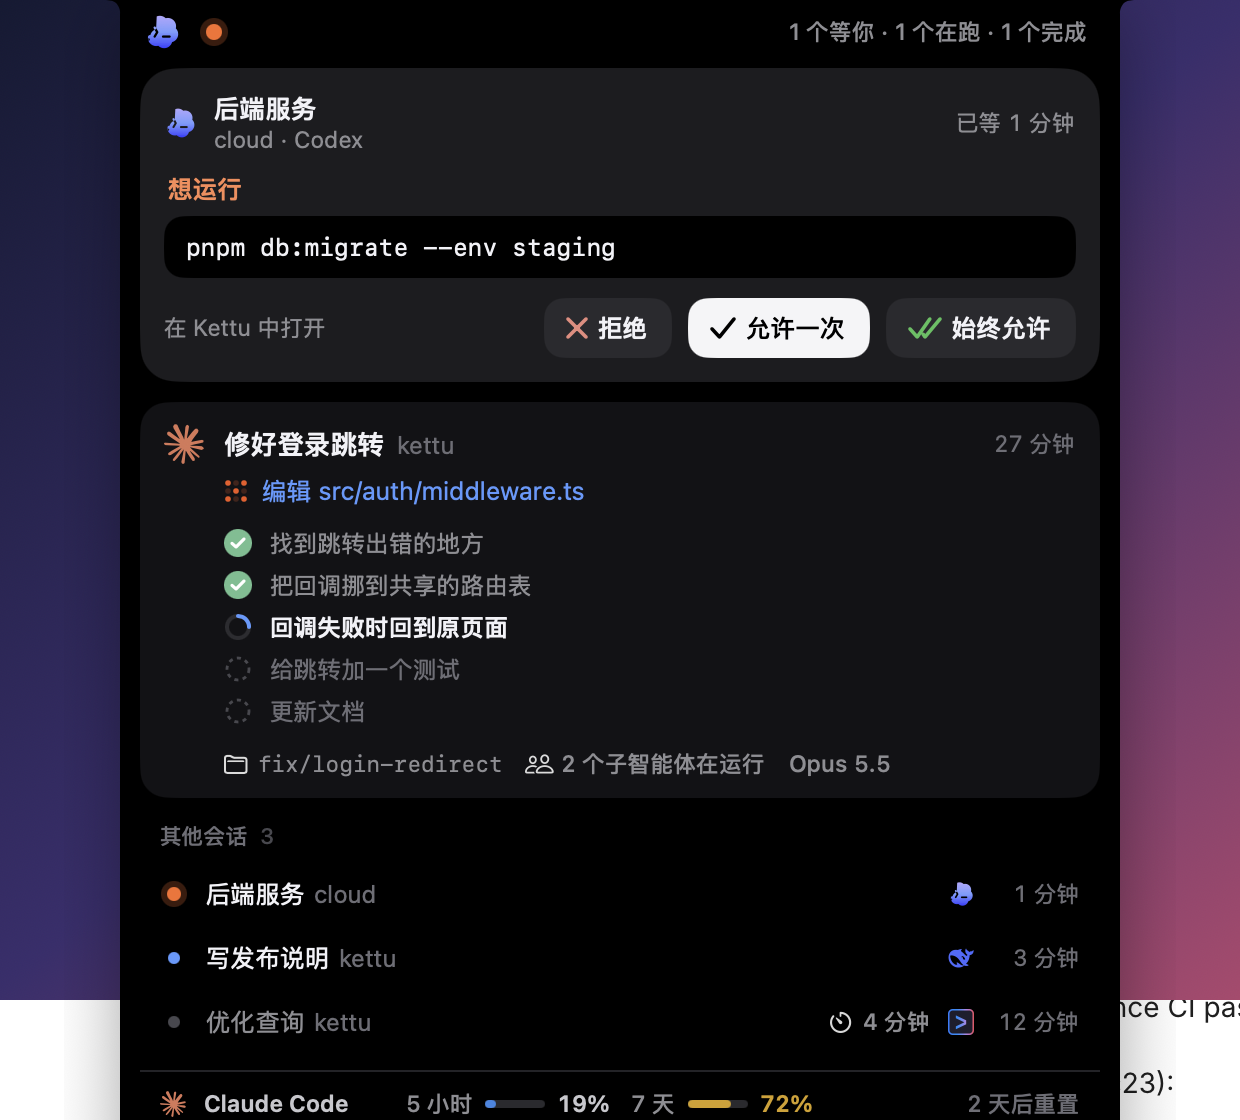 1 个等你 · 1 个在跑 · 1 个完成
后端服务
cloud · Codex
已等 1 分钟
想运行
pnpm db:migrate --env staging
在 Kettu 中打开
拒绝
允许一次
始终允许
修好登录跳转 kettu
27 分钟
编辑 src/auth/middleware.ts
找到跳转出错的地方
把回调挪到共享的路由表
回调失败时回到原页面
给跳转加一个测试
更新文档
fix/login-redirect 2 个子智能体在运行 Opus 5.5
其他会话 3
后端服务 cloud 1 分钟
写发布说明 kettu 3 分钟
优化查询 kettu 4 分钟 12 分钟
Claude Code 5 小时 19% 7 天 72% 2 天后重置
CI
23):